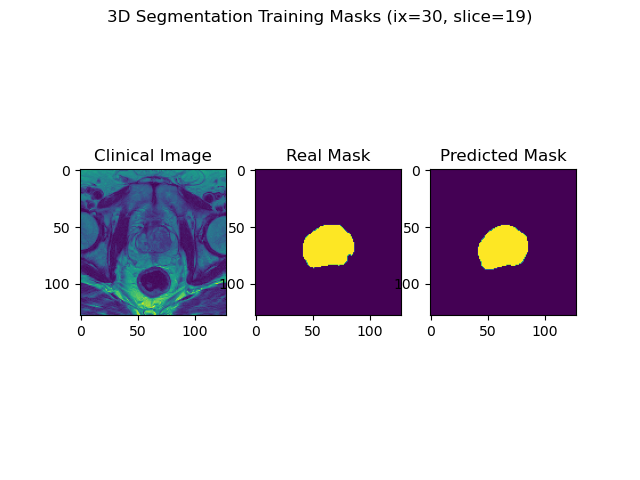 3D Segmentation Training Masks (ix=30, slice=19)
Clinical Image Real Mask Predicted Mask
0 0 0
50 50 50
100 100 100
0 50 100 0 50 100 0 50 100